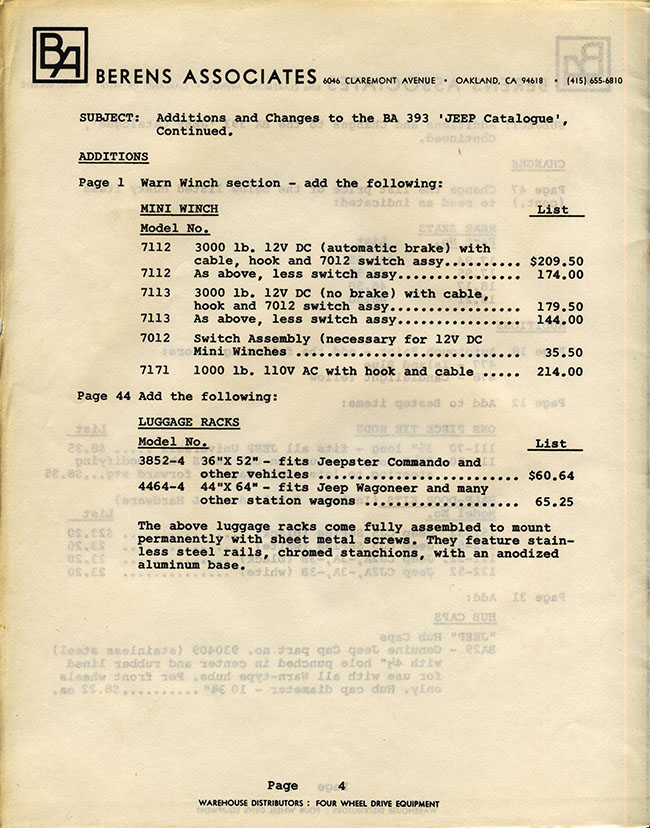 BA BERENS ASSOCIATES 6046 CLAREMONT AVENUE • OAKLAND, CA 94618 • (415) 655-6810
SUBJECT: Additions and Changes to the BA 393 'JEEP Catalogue',
Continued.
ADDITIONS
Page 1 Warn Winch section - add the following:
MINI WINCH List
Model No.
7112 3000 lb. 12V DC (automatic brake) with
cable, hook and 7012 switch assy.......... $209.50
7112 As above, less switch assy................ 174.00
7113 3000 lb. 12V DC (no brake) with cable,
hook and 7012 switch assy................. 179.50
7113 As above, less switch assy................ 144.00
7012 Switch Assembly (necessary for 12V DC
Mini Winches ............................. 35.50
7171 1000 lb. 110V AC with hook and cable ..... 214.00
Page 44 Add the following:
LUGGAGE RACKS
Model No. List
3852-4 36"X 52" - fits Jeepster Commando and
other vehicles .......................... $60.64
4464-4 44"X 64" - fits Jeep Wagoneer and many
other station wagons .................... 65.25
The above luggage racks come fully assembled to mount
permanently with sheet metal screws. They feature stain-
less steel rails, chromed stanchions, with an anodized
aluminum base.
Page 4
WAREHOUSE DISTRIBUTORS : FOUR WHEEL DRIVE EQUIPMENT